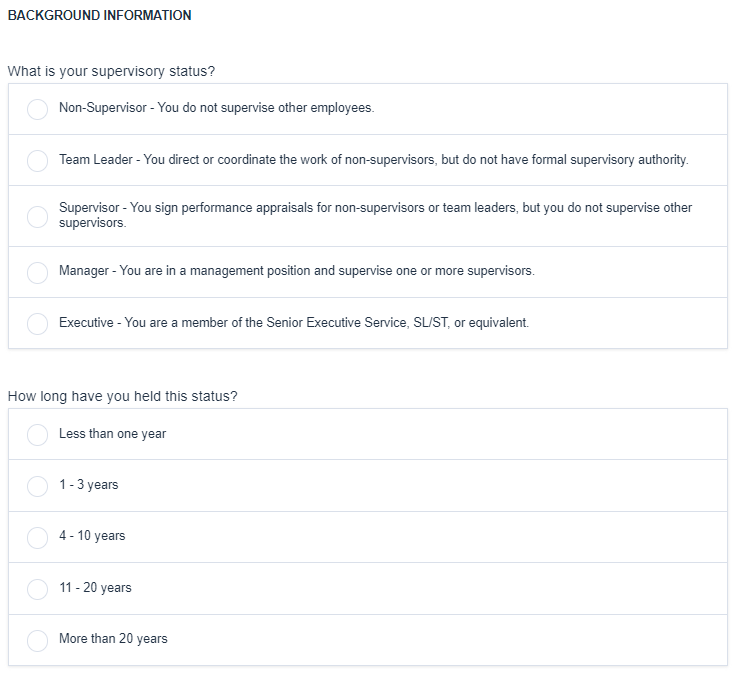 BACKGROUND INFORMATION
What is your supervisory status?
Non-Supervisor - You do not supervise other employees.
Team Leader - You direct or coordinate the work of non-supervisors, but do not have formal supervisory authority.
Supervisor - You sign performance appraisals for non-supervisors or team leaders, but you do not supervise other
supervisors.
Manager - You are in a management position and supervise one or more supervisors.
Executive - You are a member of the Senior Executive Service, SL/ST, or equivalent.
How long have you held this status?
Less than one year
1 - 3 years
4 - 10 years
11 - 20 years
More than 20 years